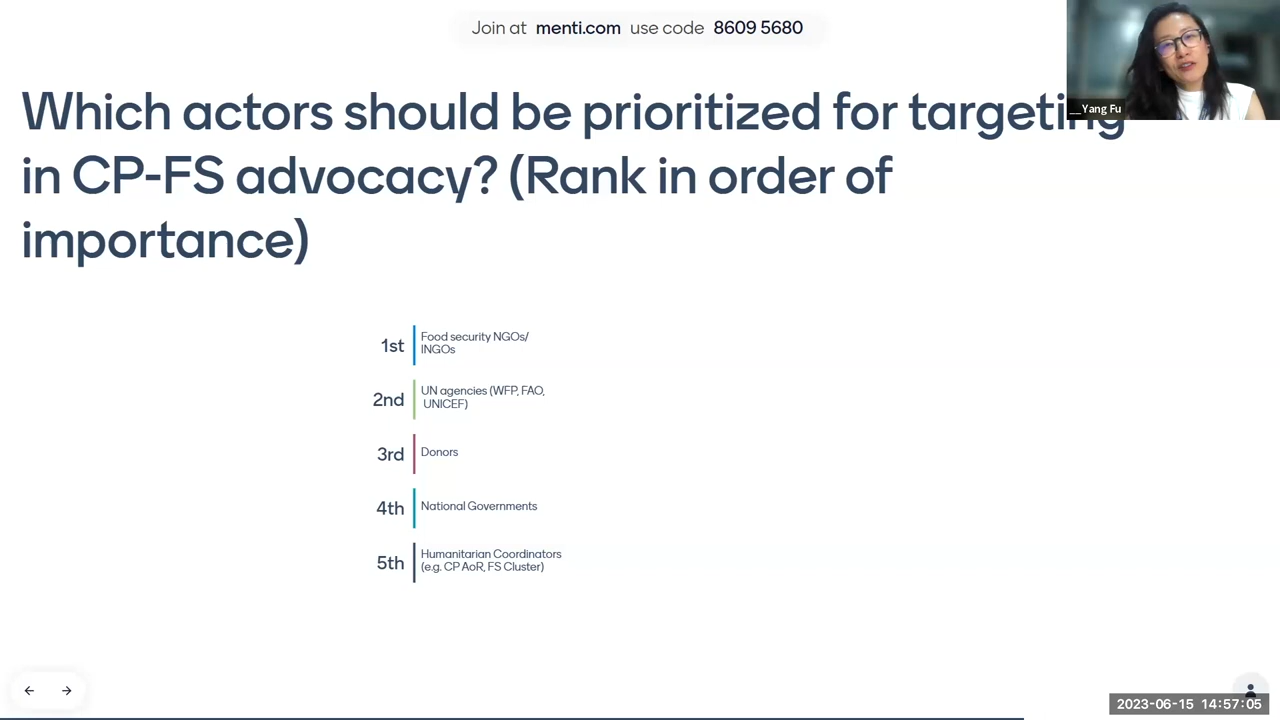 Join at menti.com use code 8609 5680
Which actors should be prioritized for targeting
in CP-FS advocacy? (Rank in order of
importance)
__Yang Fu
1st
Food security NGOs/
INGOs
2nd
UN agencies (WFP, FAO,
UNICEF)
3rd
Donors
4th
National Governments
5th
Humanitarian Coordinators
(e.g. CP AoR, FS Cluster)
2023-06-15 14:57:05